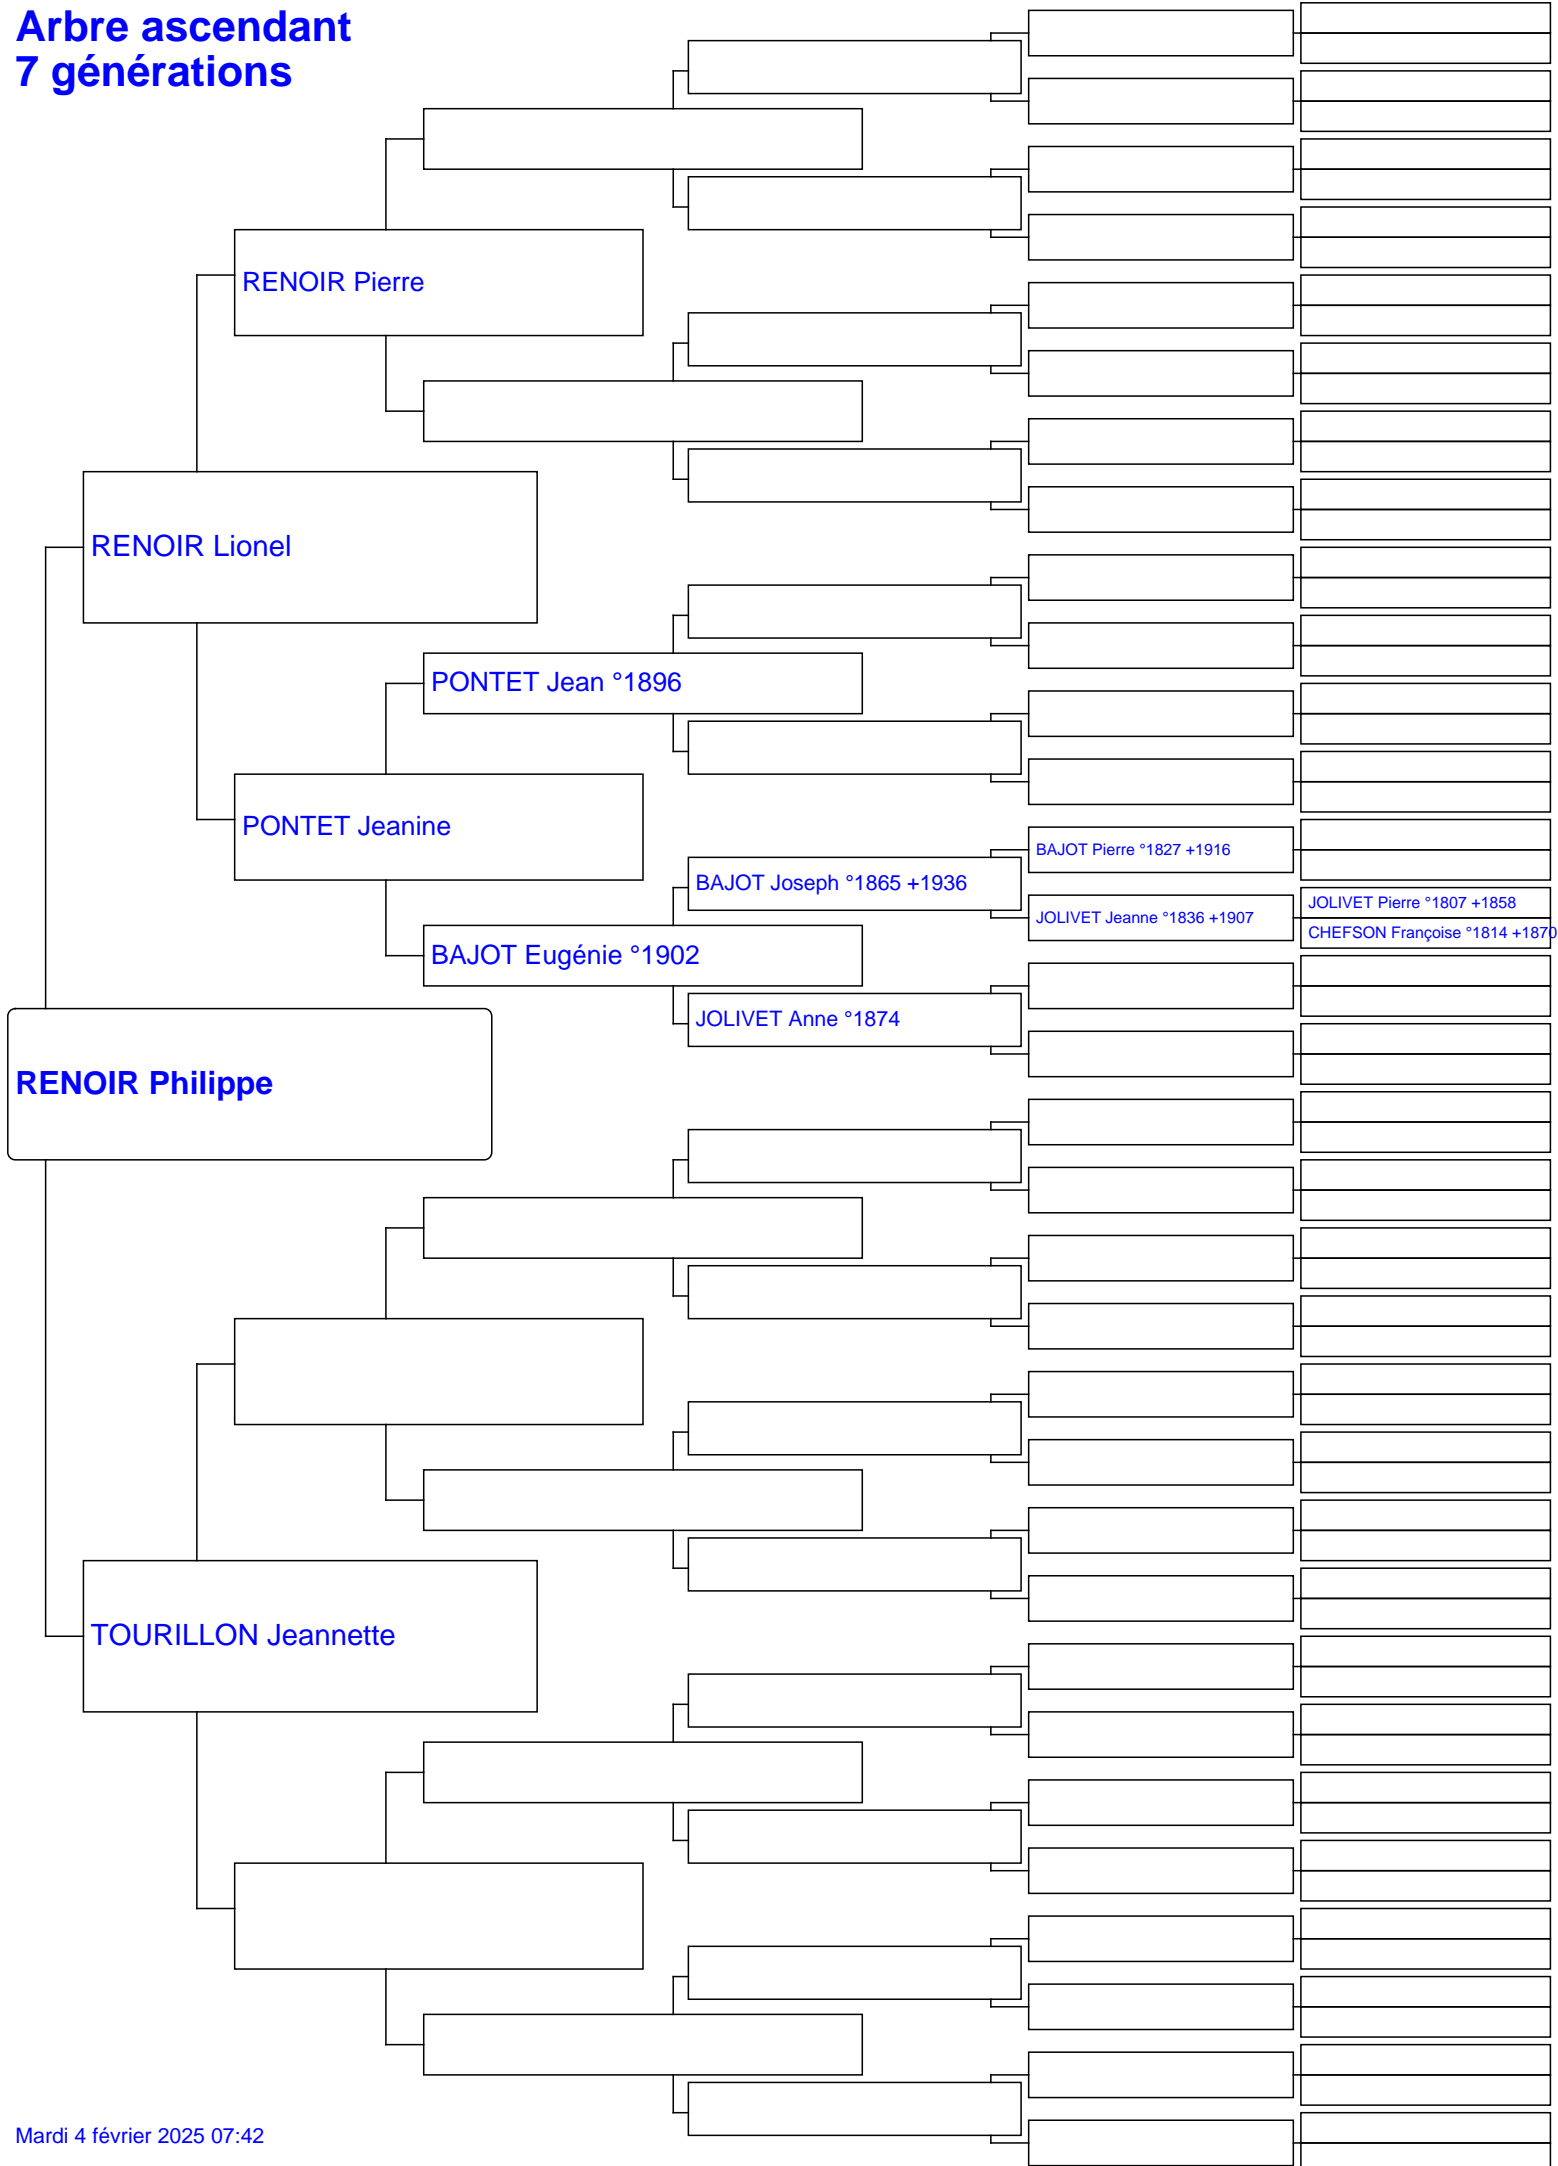 Arbre ascendant
7 générations
RENOIR Pierre
RENOIR Lionel
PONTET Jean °1896
PONTET Jeanine
BAJOT Pierre °1827 +1916
BAJOT Joseph °1865 +1936
JOLIVET Pierre °1807 +1858
JOLIVET Jeanne °1836 +1907
CHEFSON Françoise °1814 +1870
BAJOT Eugénie °1902
JOLIVET Anne °1874
RENOIR Philippe
TOURILLON Jeannette
Mardi 4 février 2025 07:42